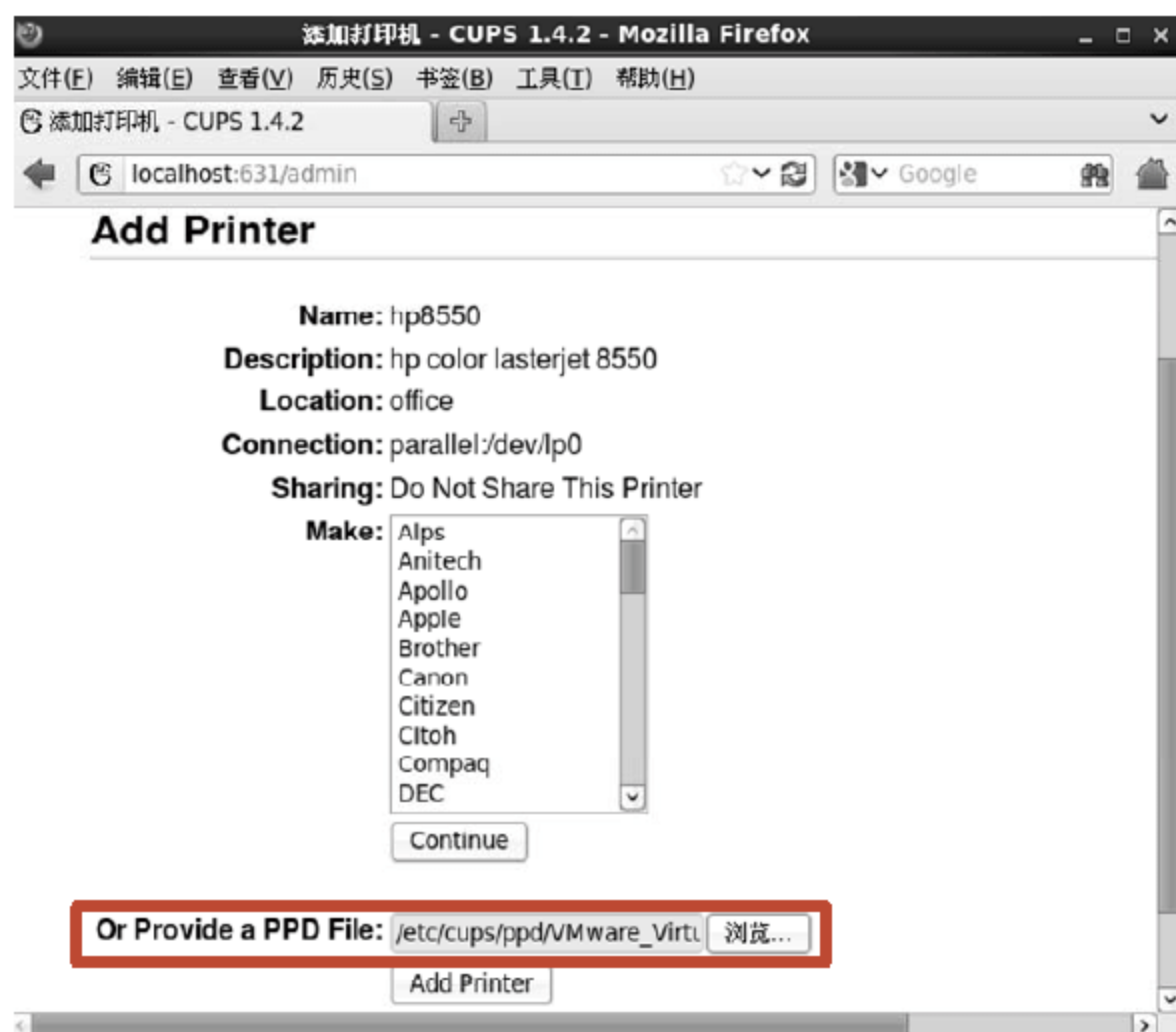 添加打印机 - CUPS 1.4.2 - Mozilla Firefox
文件(F) 编辑(E) 查看(V) 历史(S) 书签(B) 工具(T) 帮助(H)
添加打印机 - CUPS 1.4.2
localhost:631/admin Google
Add Printer
Name: hp8550
Description: hp color lasterjet 8550
Location: office
Connection: parallel:/dev/lp0
Sharing: Do Not Share This Printer
Make: Alps
Anitech
Apollo
Apple
Brother
Canon
Citizen
Citoh
Compaq
DEC
Continue
Or Provide a PPD File: /etc/cups/ppd/VMware_Virtu 浏览...
Add Printer